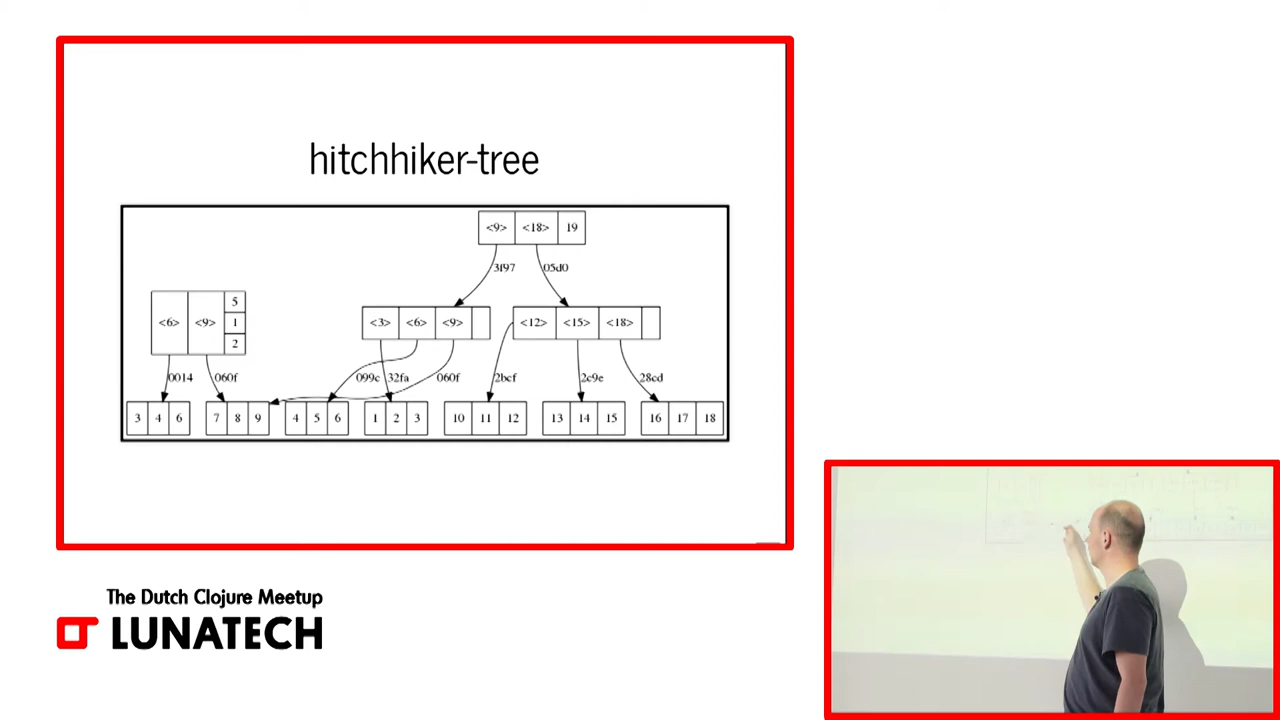 hitchhiker-tree
<9> <18> 19
3f97 05d0
<6> <9> 5 1 2
<3> <6> <9>
<12> <15> <18>
0014 060f 099c 32fa 060f 2bcf 2c9e 28cd
3 4 6
7 8 9
4 5 6
1 2 3
10 11 12
13 14 15
16 17 18
The Dutch Clojure Meetup
LUNATECH